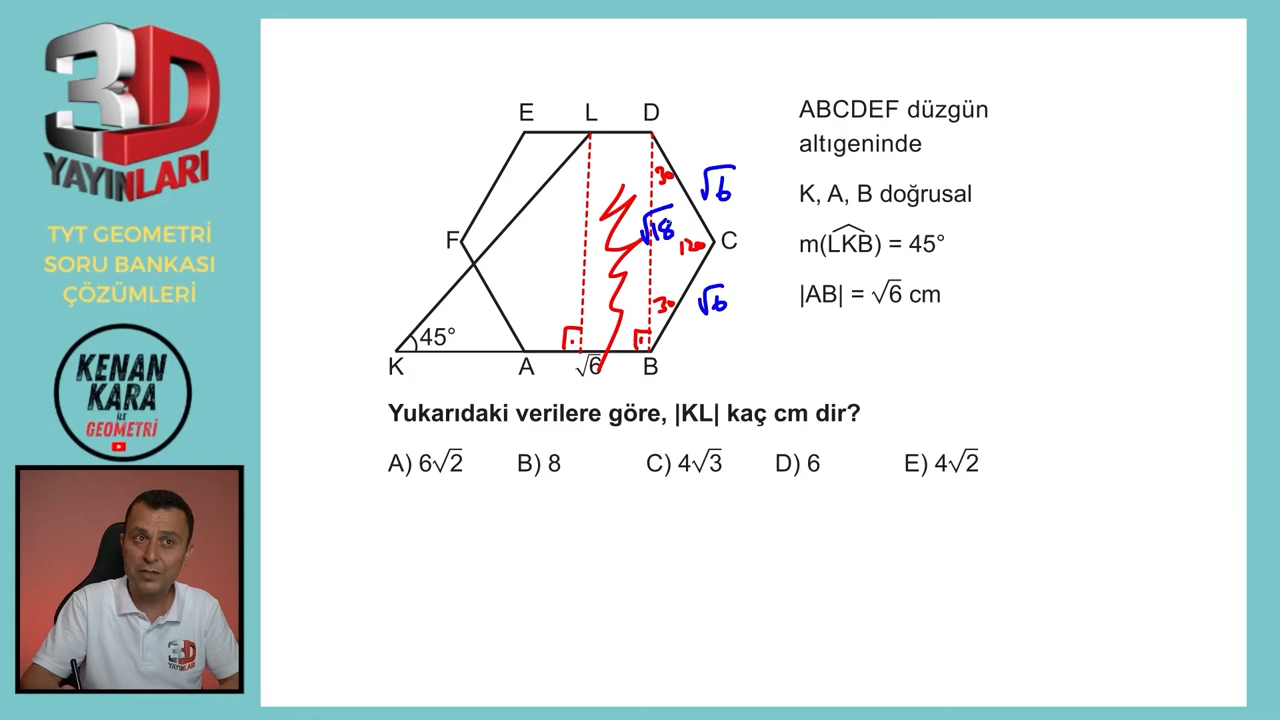 3D
YAYINLARI
TYT GEOMETRİ
SORU BANKASI
ÇÖZÜMLERİ
KENAN
KARA
İLE
GEOMETRİ
3D
YAYINLARI
E L D
30
√6
√18
F
120
C
30
√6
45°
K A √6 B
ABCDEF düzgün
altıgeninde
K, A, B doğrusal
m(LKB) = 45°
|AB| = √6 cm
Yukarıdaki verilere göre, |KL| kaç cm dir?
A) 6√2 B) 8 C) 4√3 D) 6 E) 4√2